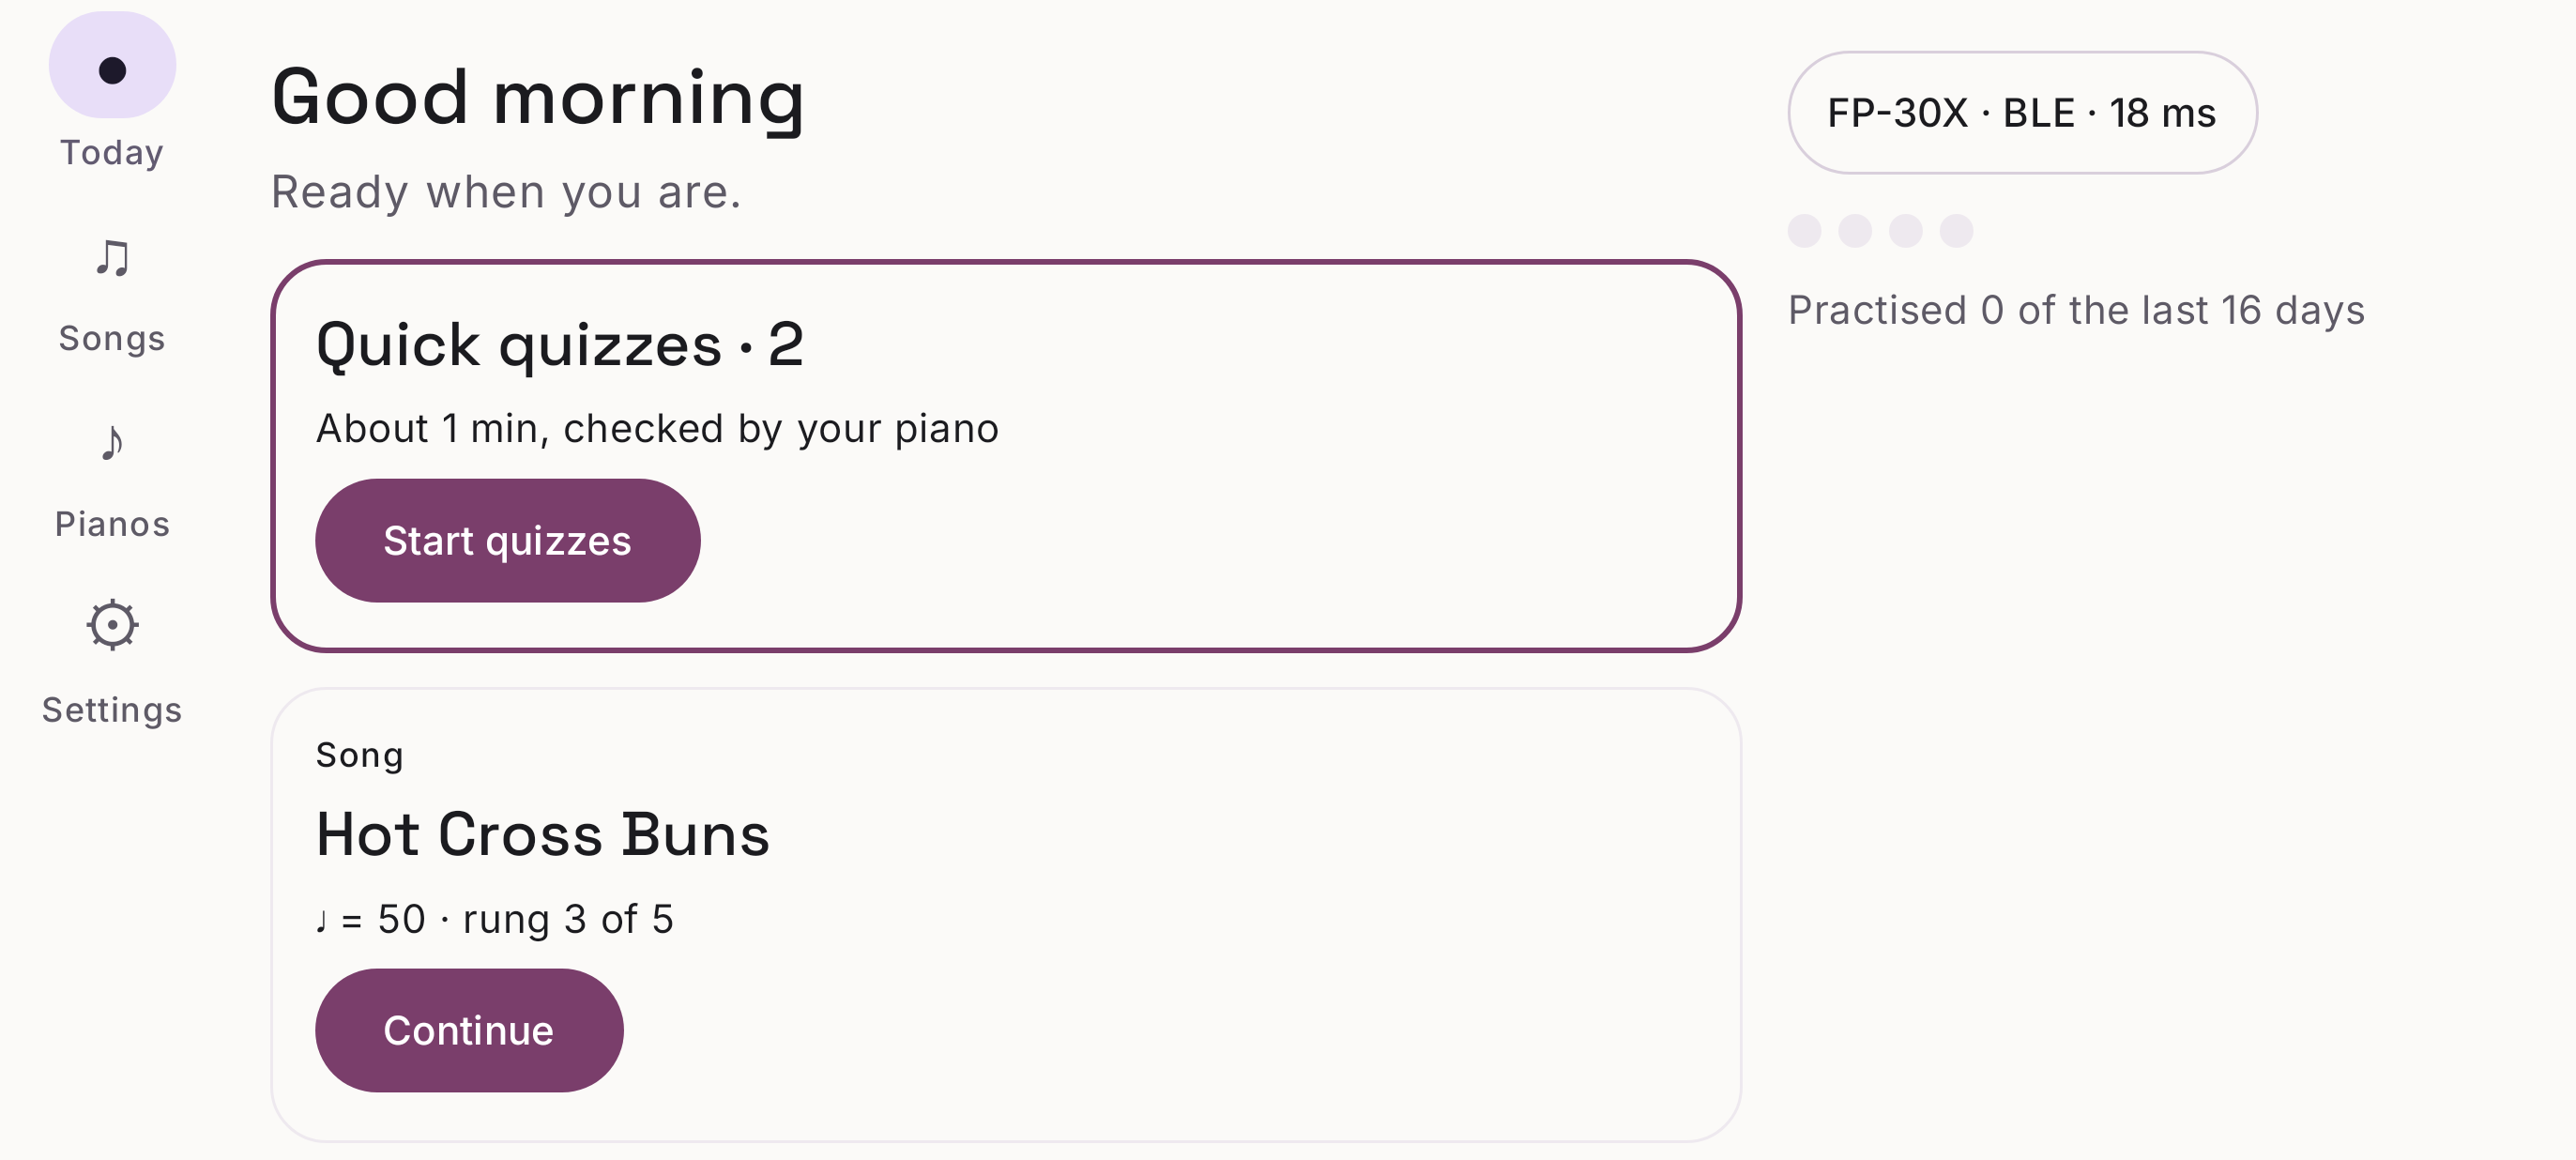 Today
Songs
Pianos
Settings
Good morning
Ready when you are.
Quick quizzes · 2
About 1 min, checked by your piano
Start quizzes
Song
Hot Cross Buns
♩ = 50 · rung 3 of 5
Continue
FP-30X · BLE · 18 ms
Practised 0 of the last 16 days